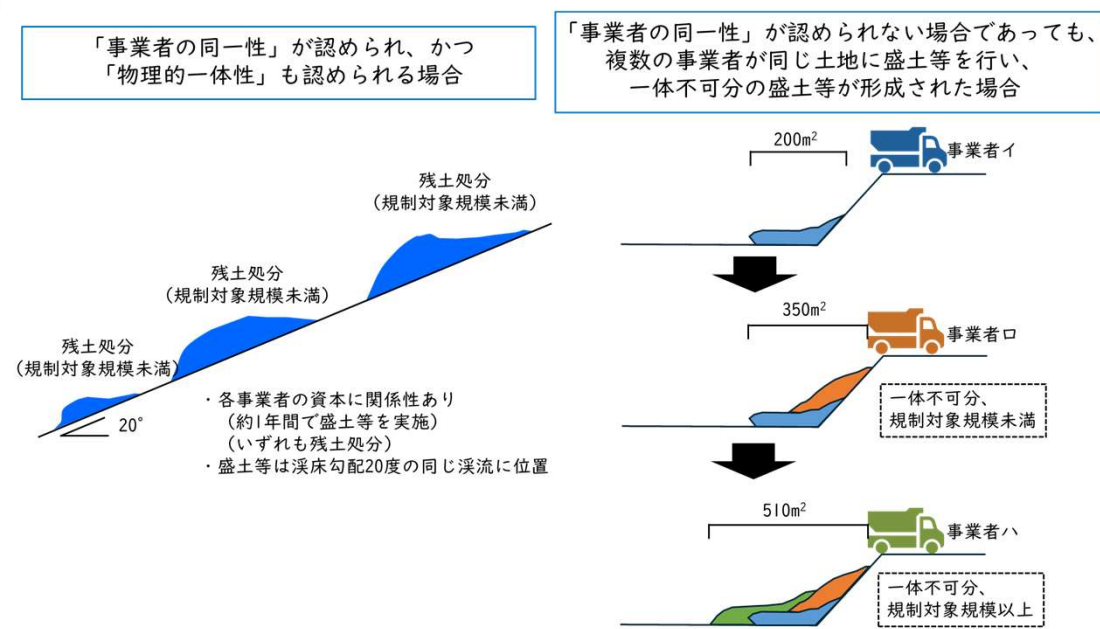 「事業者の同一性」が認められ、かつ
「物理的一体性」も認められる場合
残土処分
(規制対象規模未満)
残土処分
(規制対象規模未満)
残土処分
(規制対象規模未満)
20°
・各事業者の資本に関係性あり
(約1年間で盛土等を実施)
(いずれも残土処分)
・盛土等は渓床勾配20度の同じ渓流に位置
「事業者の同一性」が認められない場合であっても、
複数の事業者が同じ土地に盛土等を行い、
一体不可分の盛土等が形成された場合
200m²
事業者イ
350m²
事業者ロ
一体不可分、
規制対象規模未満
510m²
事業者ハ
一体不可分、
規制対象規模以上